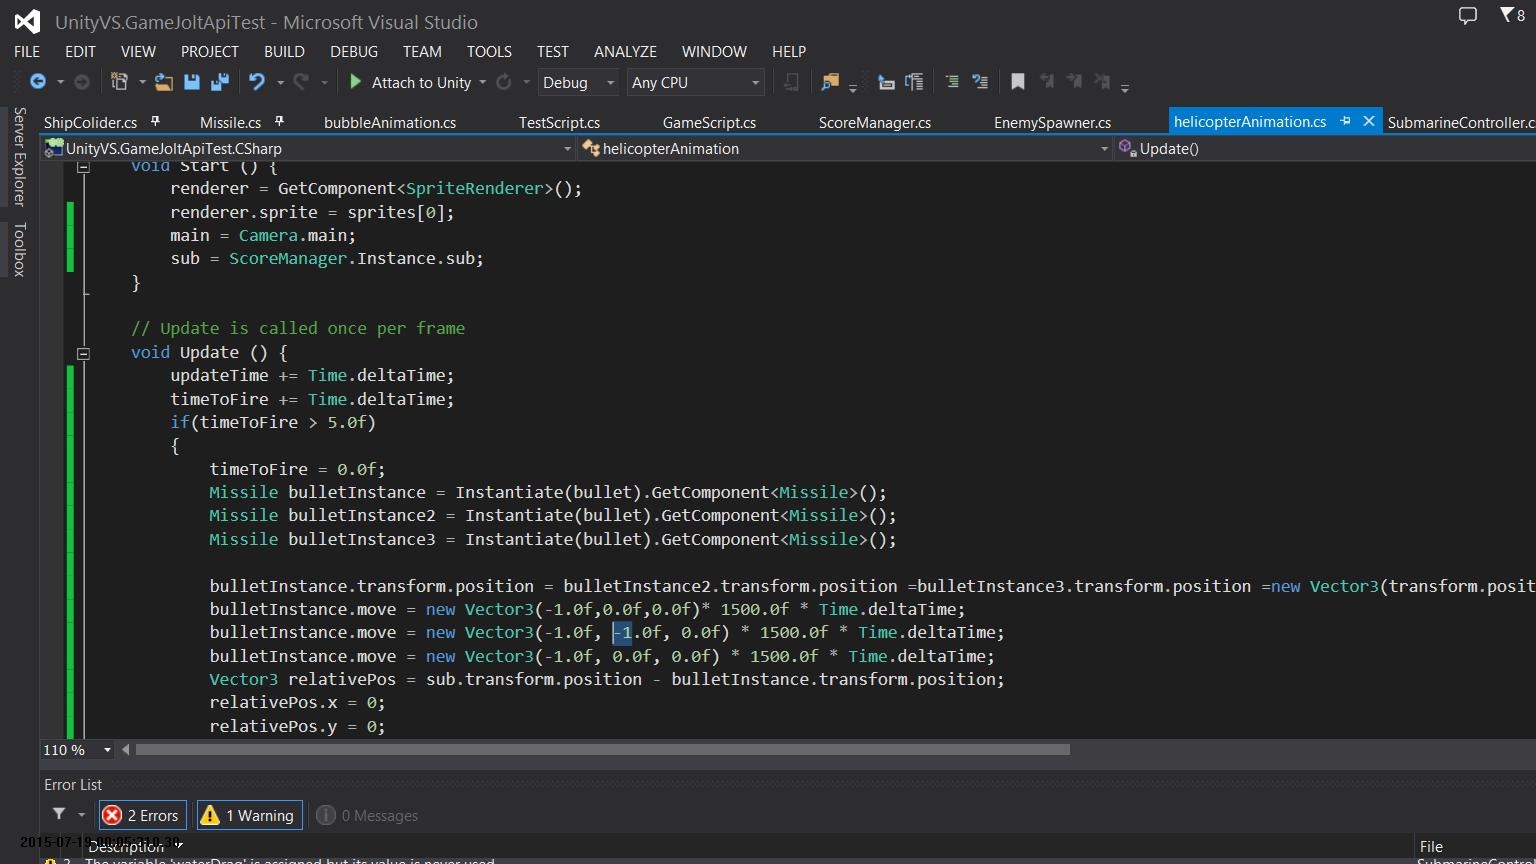 UnityVS.GameJoltApiTest - Microsoft Visual Studio
8
FILE EDIT VIEW PROJECT BUILD DEBUG TEAM TOOLS TEST ANALYZE WINDOW HELP
Attach to Unity Debug Any CPU
Server Explorer
Toolbox
ShipColider.cs Missile.cs bubbleAnimation.cs TestScript.cs GameScript.cs ScoreManager.cs EnemySpawner.cs helicopterAnimation.cs SubmarineController.cs
UnityVS.GameJoltApiTest.CSharp helicopterAnimation Update()
void Start () {
renderer = GetComponent<SpriteRenderer>();
renderer.sprite = sprites[0];
main = Camera.main;
sub = ScoreManager.Instance.sub;
}
// Update is called once per frame
void Update () {
updateTime += Time.deltaTime;
timeToFire += Time.deltaTime;
if(timeToFire > 5.0f)
{
timeToFire = 0.0f;
Missile bulletInstance = Instantiate(bullet).GetComponent<Missile>();
Missile bulletInstance2 = Instantiate(bullet).GetComponent<Missile>();
Missile bulletInstance3 = Instantiate(bullet).GetComponent<Missile>();
bulletInstance.transform.position = bulletInstance2.transform.position =bulletInstance3.transform.position =new Vector3(transform.posit
bulletInstance.move = new Vector3(-1.0f,0.0f,0.0f)* 1500.0f * Time.deltaTime;
bulletInstance.move = new Vector3(-1.0f, -1.0f, 0.0f) * 1500.0f * Time.deltaTime;
bulletInstance.move = new Vector3(-1.0f, 0.0f, 0.0f) * 1500.0f * Time.deltaTime;
Vector3 relativePos = sub.transform.position - bulletInstance.transform.position;
relativePos.x = 0;
relativePos.y = 0;
110 %
Error List
2 Errors 1 Warning 0 Messages
Description File
The variable 'waterDrag' is assigned but its value is never used